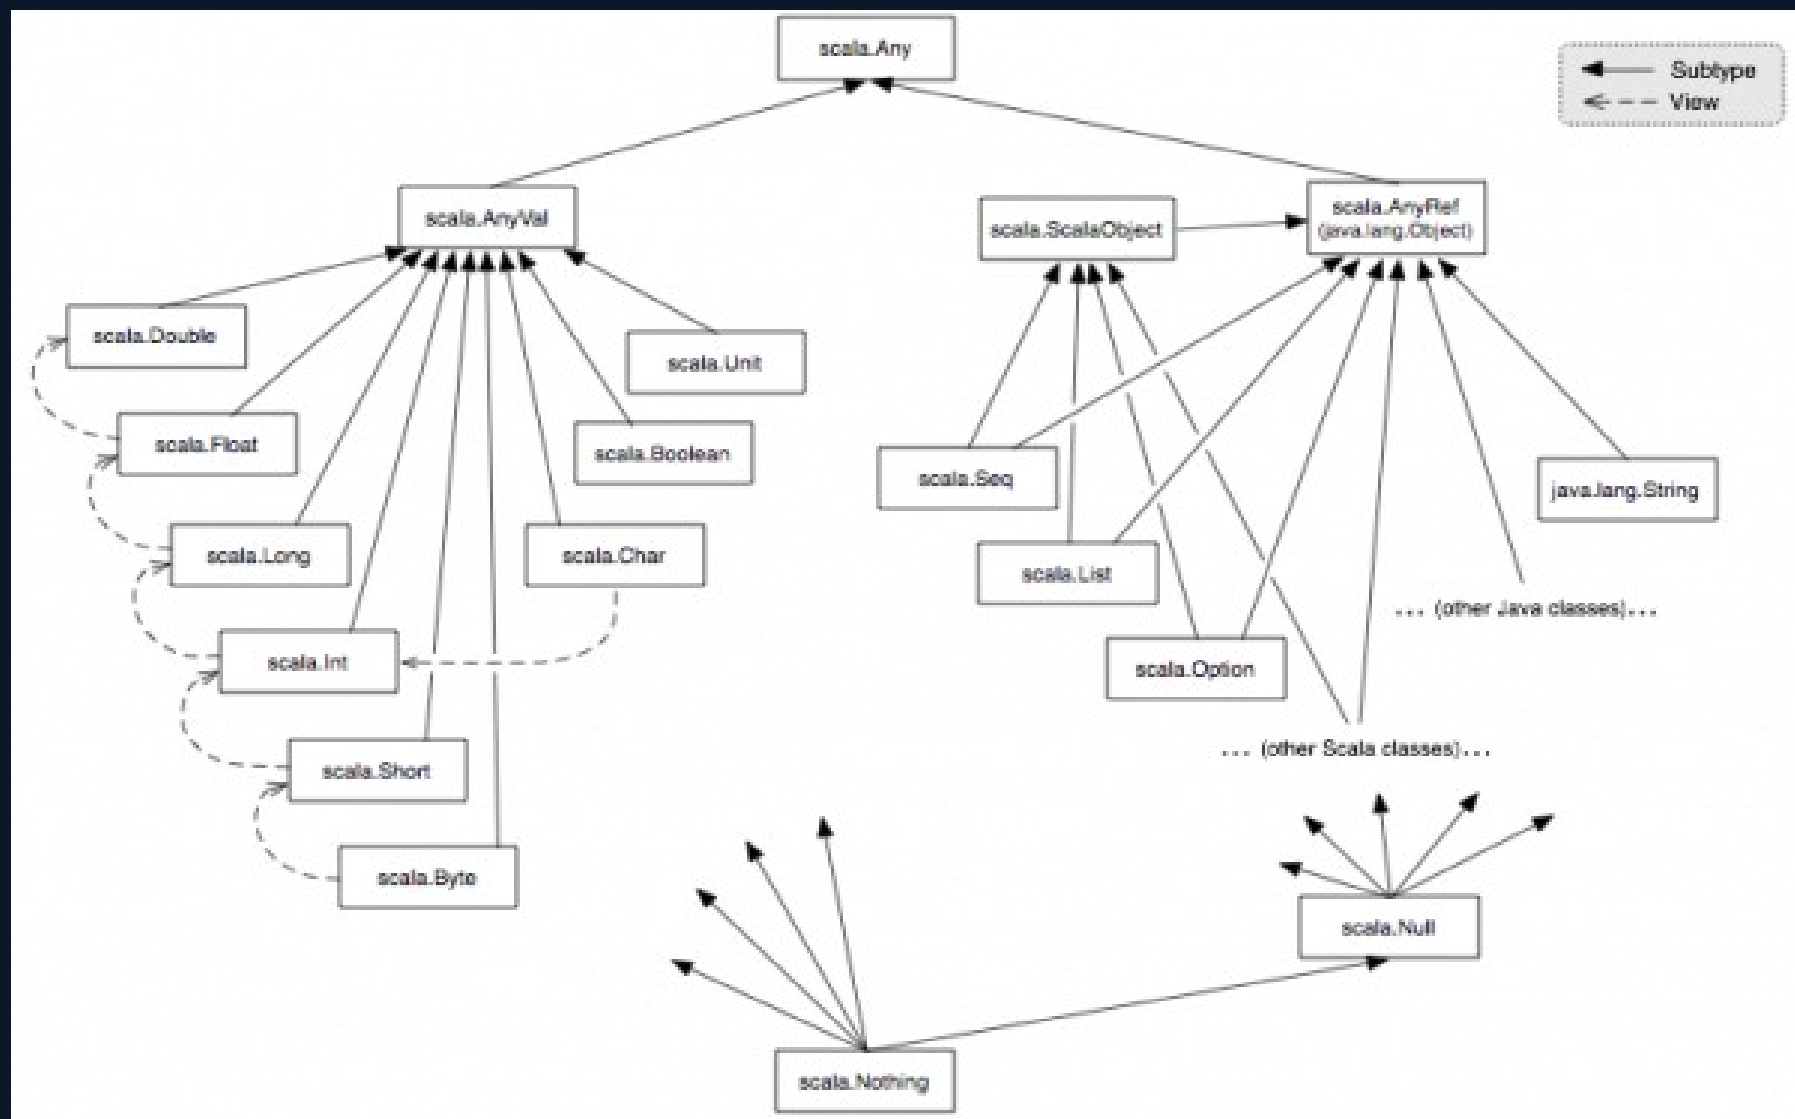 scala.Any
Subtype
View
scala.AnyVal
scala.ScalaObject
scala.AnyRef
(java.lang.Object)
scala.Double
scala.Unit
scala.Float
scala.Boolean
scala.Seq
java.lang.String
scala.Long
scala.Char
scala.List
... (other Java classes)...
scala.Int
scala.Option
... (other Scala classes)...
scala.Short
scala.Byte
scala.Null
scala.Nothing